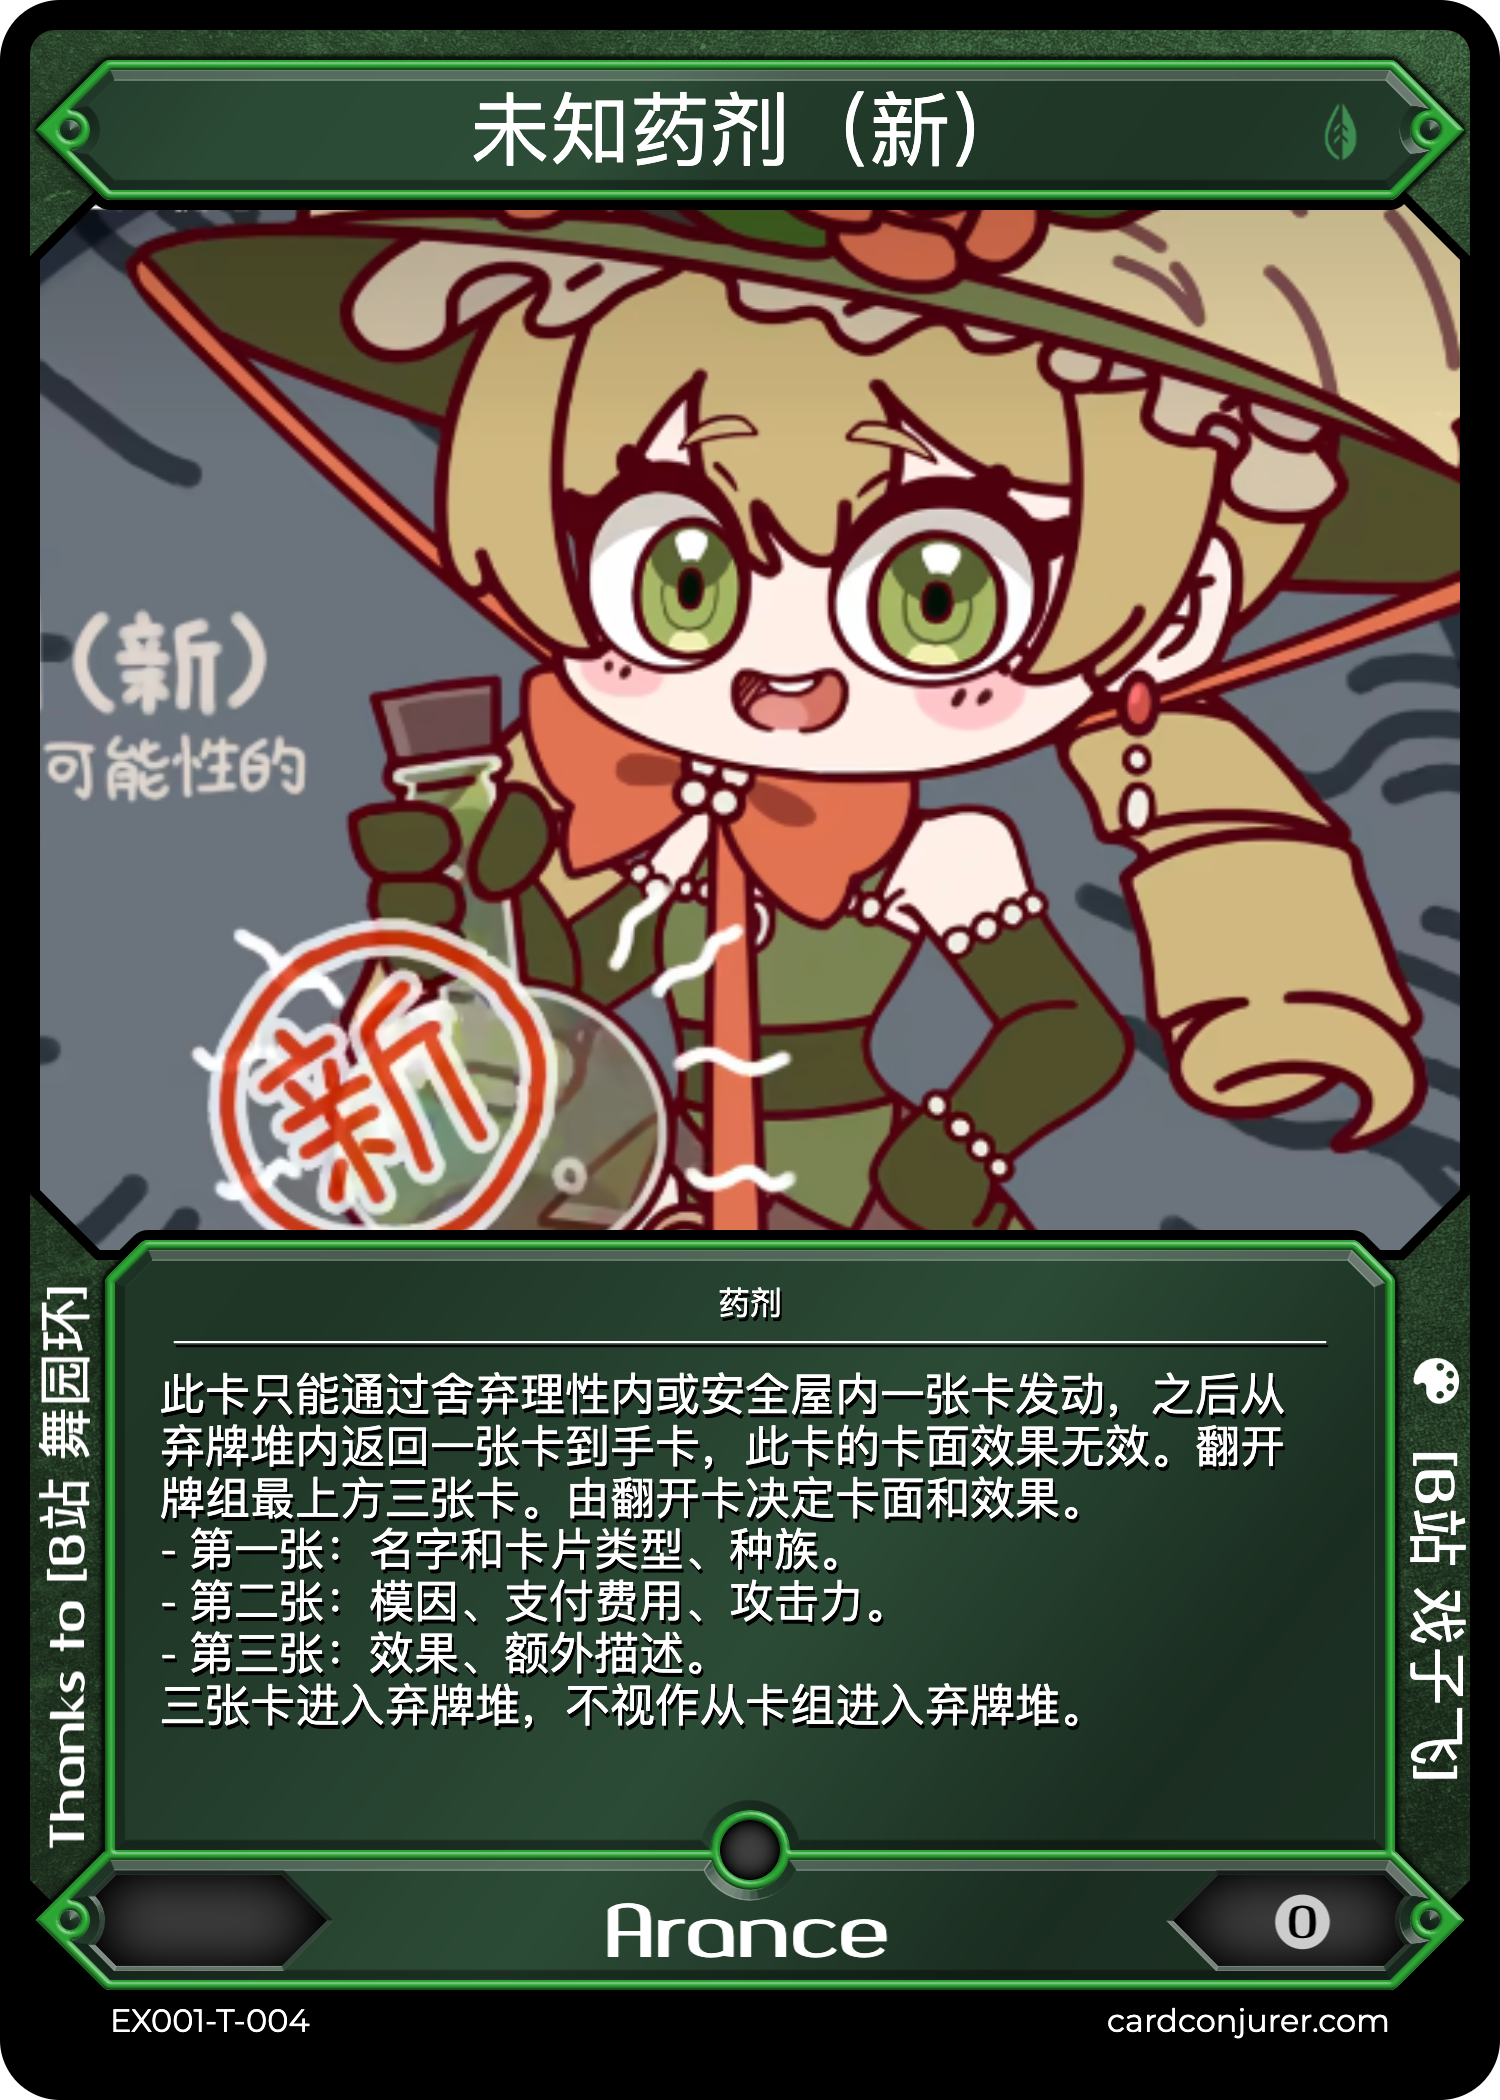 未知药剂（新）
（新）
可能性的
新
药剂
此卡只能通过舍弃理性内或安全屋内一张卡发动，之后从
弃牌堆内返回一张卡到手卡，此卡的卡面效果无效。翻开
牌组最上方三张卡。由翻开卡决定卡面和效果。
- 第一张：名字和卡片类型、种族。
- 第二张：模因、支付费用、攻击力。
- 第三张：效果、额外描述。
三张卡进入弃牌堆，不视作从卡组进入弃牌堆。
Thanks to [B站 舞园环]
[B站 戏子飞]
Arance
0
EX001-T-004
cardconjurer.com